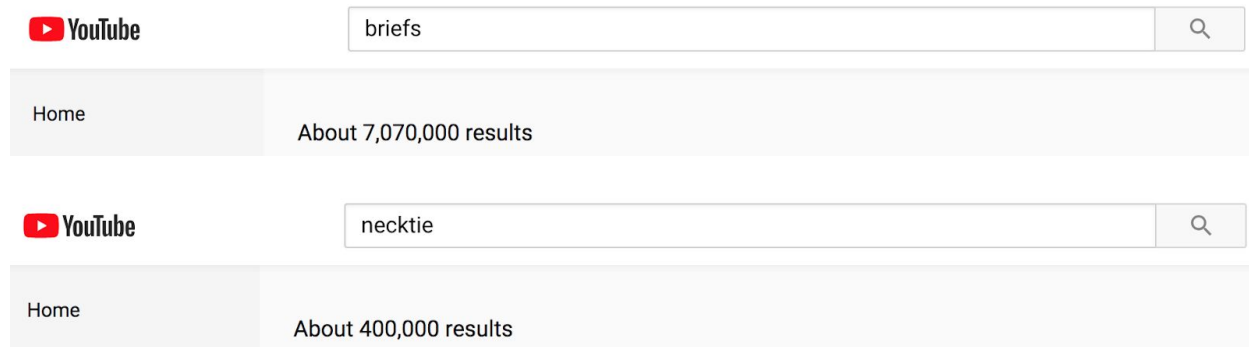 YouTube briefs
Home
About 7,070,000 results
YouTube necktie
Home
About 400,000 results